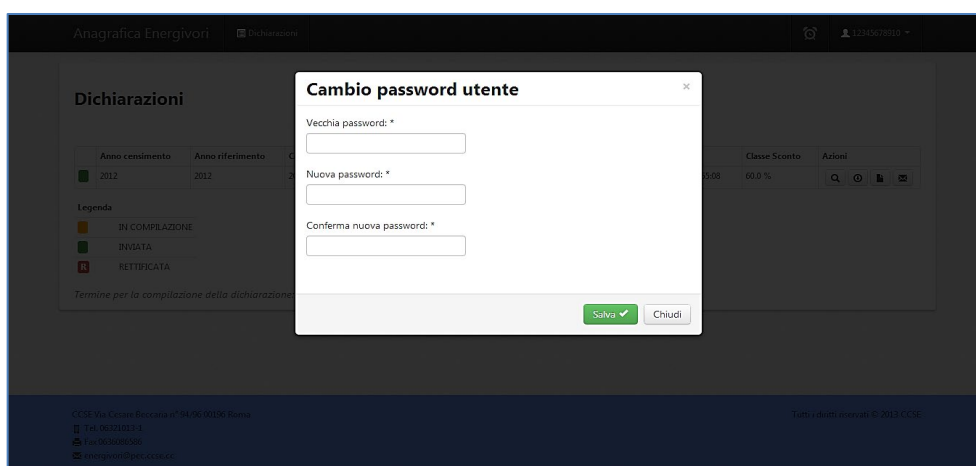 Anagrafica Energivori Dichiarazioni 12345678910
Dichiarazioni
Cambio password utente ×
Vecchia password: *
Nuova password: *
Conferma nuova password: *
Salva Chiudi
Anno censimento Anno riferimento Classe Sconto Azioni
2012 2012 60.0 %
Legenda
IN COMPILAZIONE
INVIATA
R RETTIFICATA
Termine per la compilazione della dichiarazione:
CCSE Via Cesare Beccaria n° 94/96 00196 Roma
Tutti i diritti riservati © 2013 CCSE